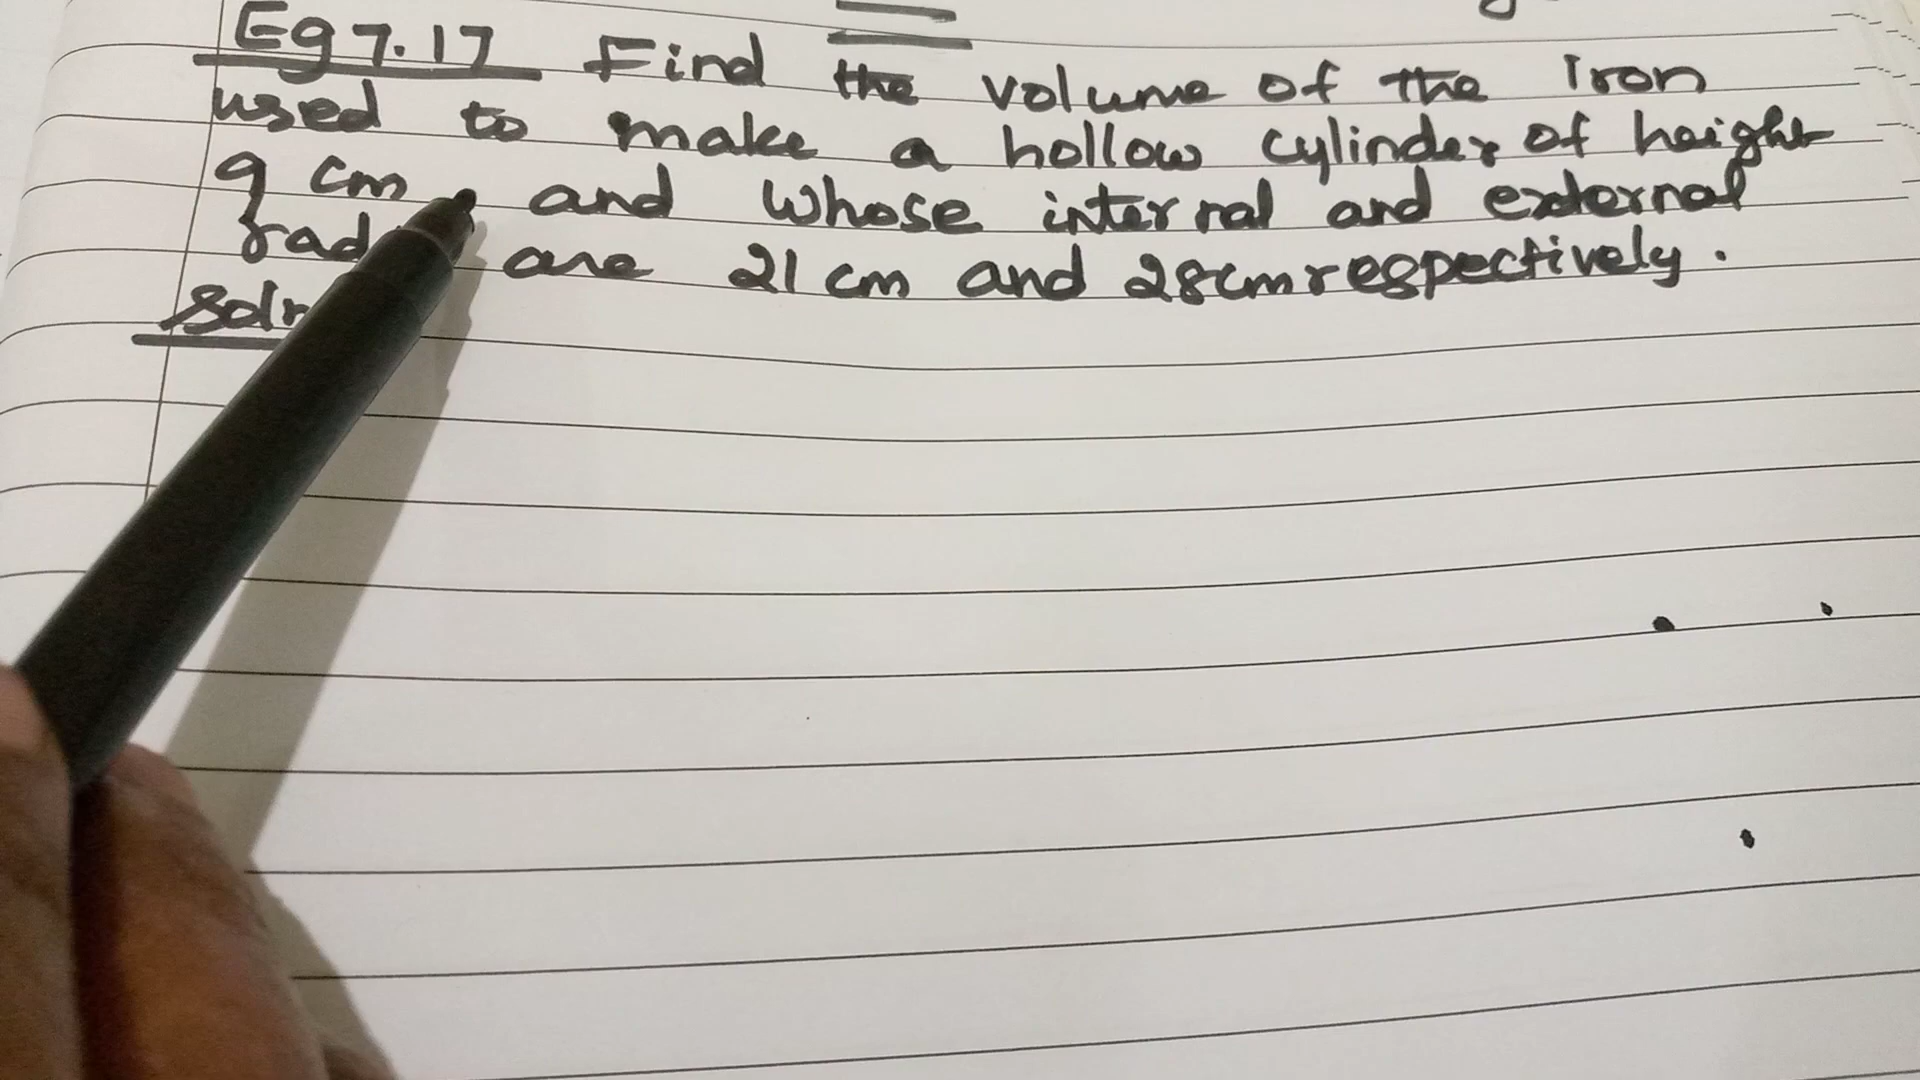 Eg 7.17 Find the volume of the iron
used to make a hollow cylinder of height
9 cm and whose internal and external
are 21 cm and 28cm respectively.
Soln